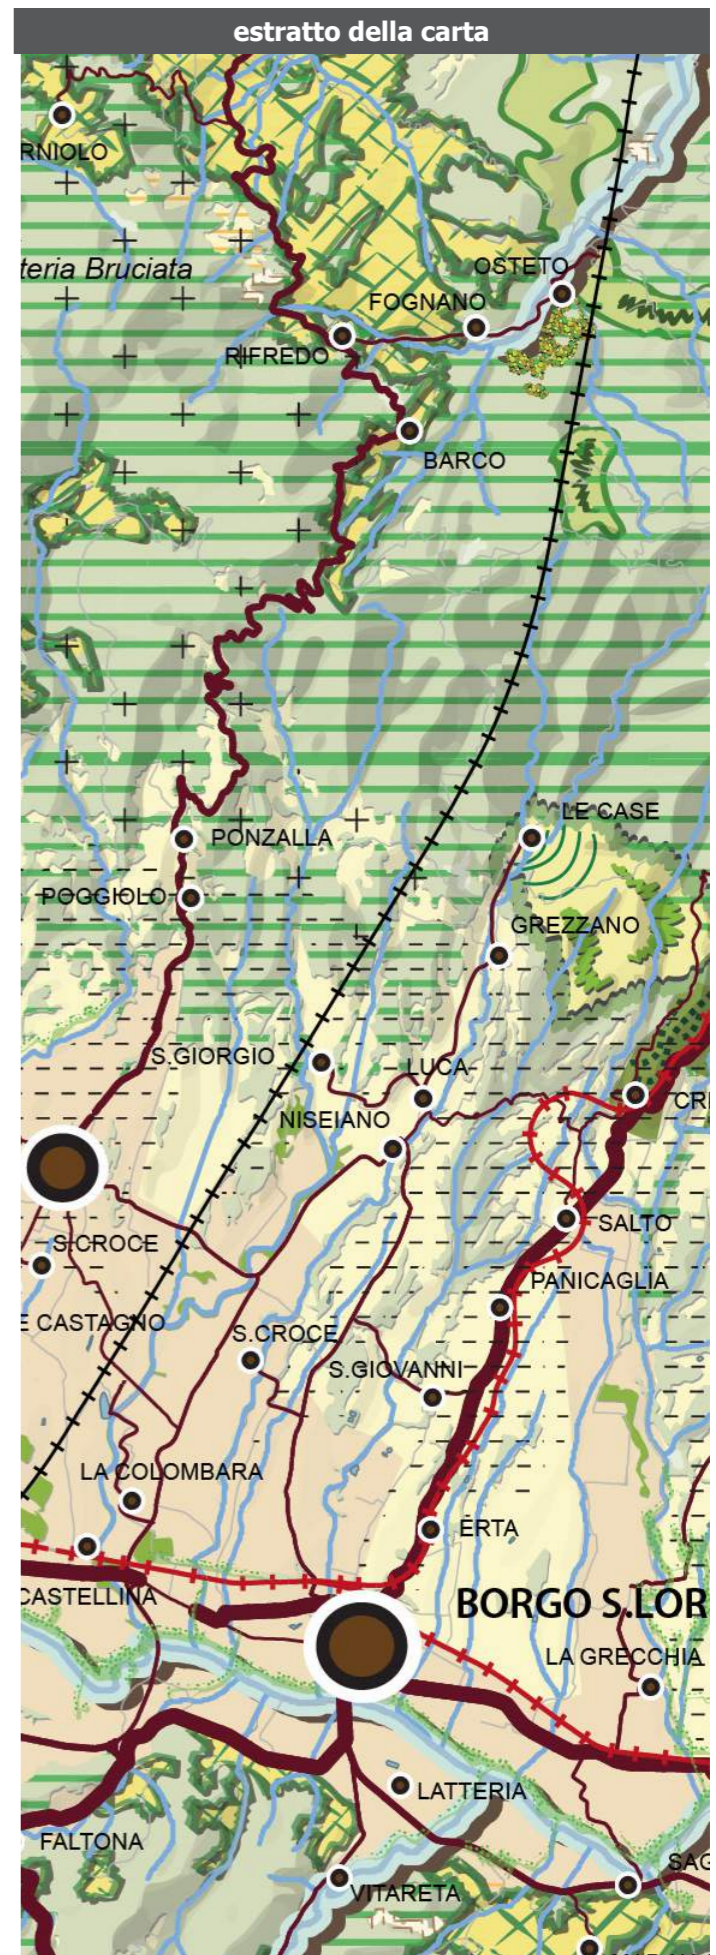 estratto della carta
RNIOLO
teria Bruciata
OSTETO
FOGNANO
RIFREDO
BARCO
LE CASE
PONZALLA
POGGIOLO
GREZZANO
S.GIORGIO
LUCA
CRE
NISEIANO
SALTO
S.CROCE
PANICAGLIA
E CASTAGNO
S.CROCE
S.GIOVANNI
LA COLOMBARA
ERTA
CASTELLINA
BORGO S.LOR
LA GRECCHIA
LATTERIA
FALTONA
SAG
VITARETA